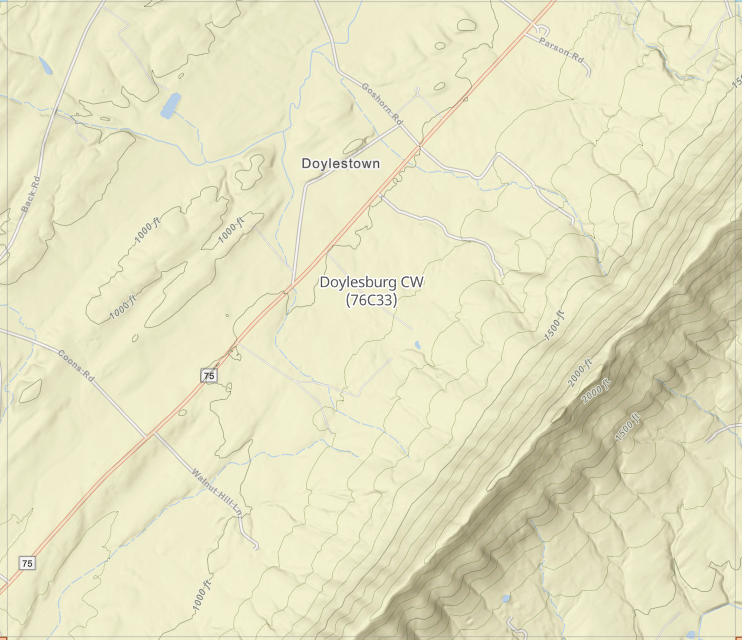 Parson Rd
150
Goshorn Rd
Doylestown
Back Rd
1000 ft
1000 ft
Doylesburg CW
(76C33)
1000 ft
1500 ft
Coons Rd
75
2000 ft
2000 ft
1500 ft
Walnut Hill Ln
75
1000 ft